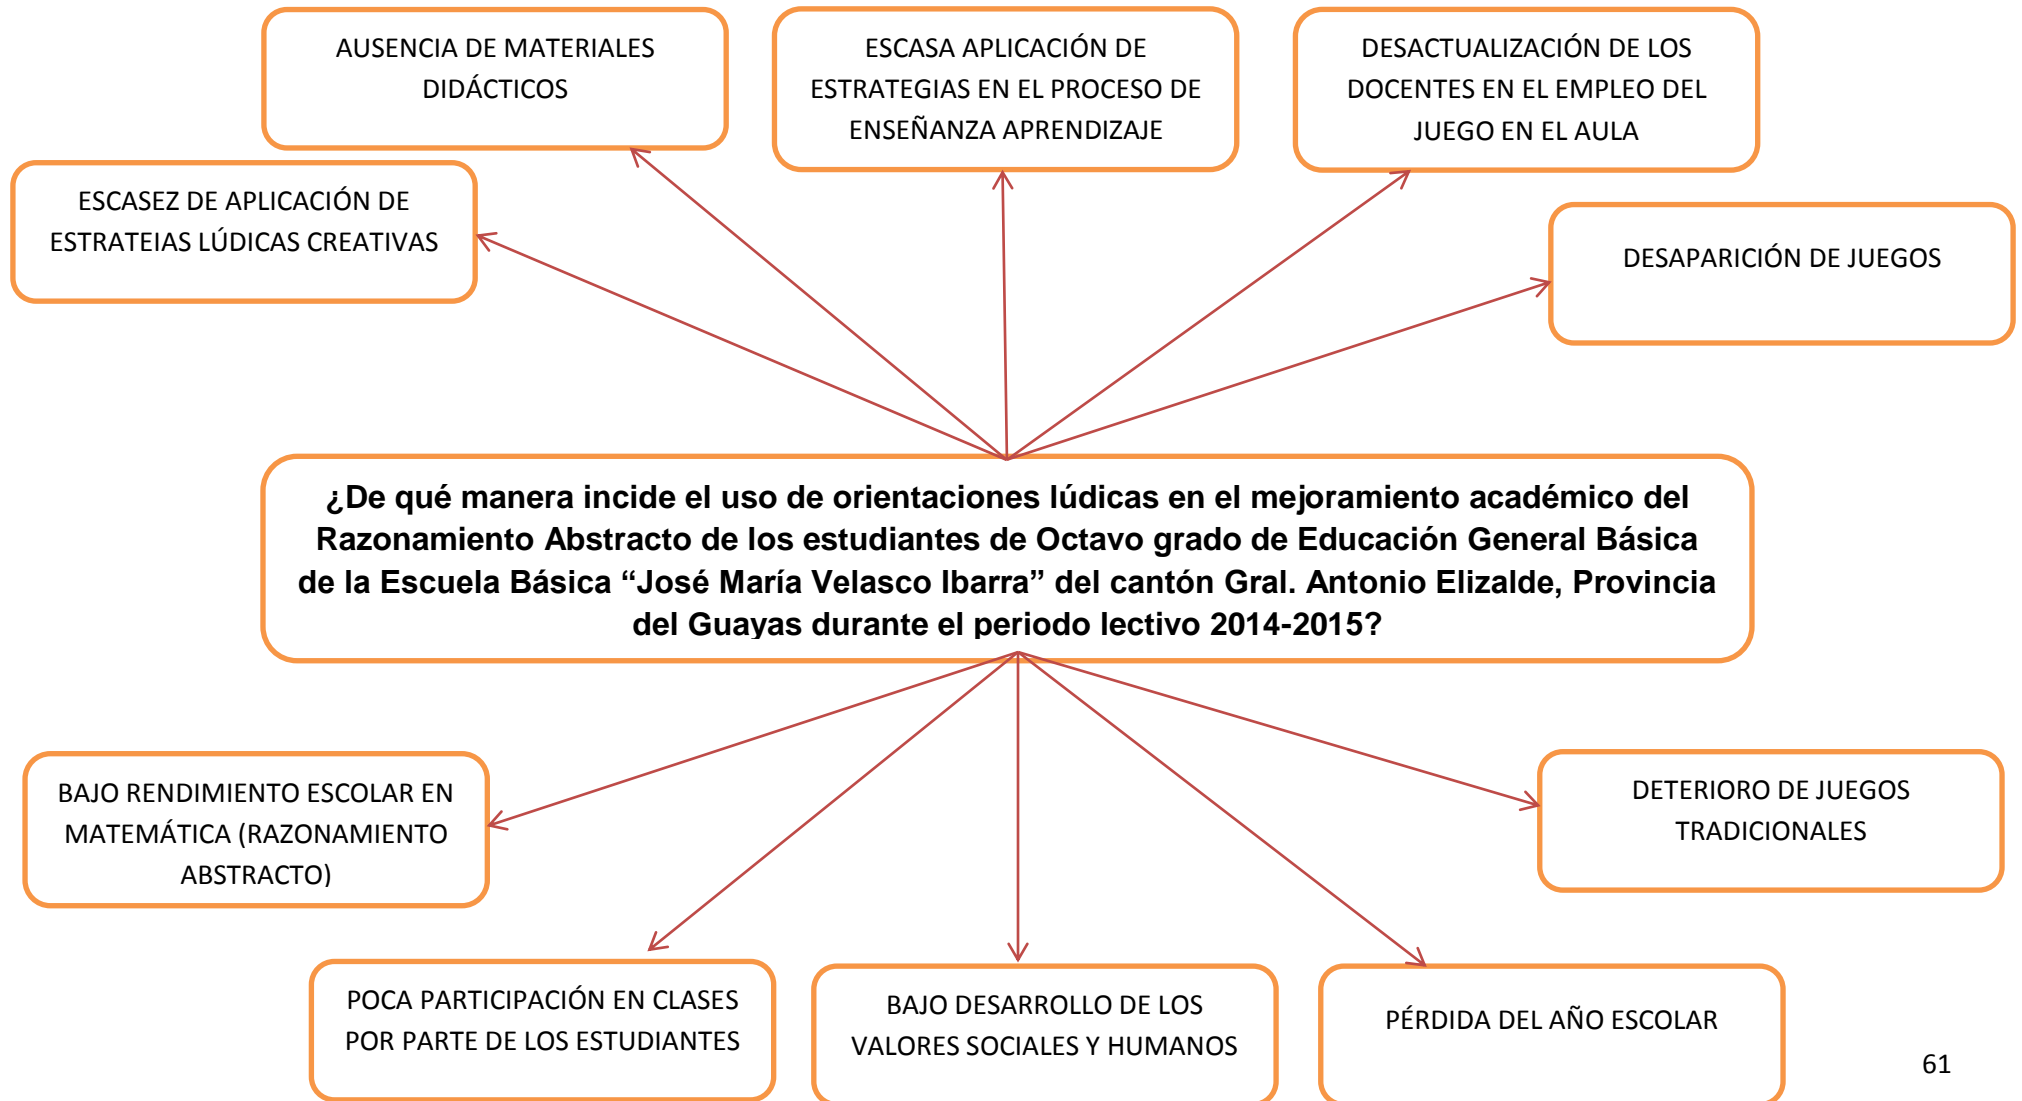 AUSENCIA DE MATERIALES
DIDÁCTICOS
ESCASA APLICACIÓN DE
ESTRATEGIAS EN EL PROCESO DE
ENSEÑANZA APRENDIZAJE
DESACTUALIZACIÓN DE LOS
DOCENTES EN EL EMPLEO DEL
JUEGO EN EL AULA
ESCASEZ DE APLICACIÓN DE
ESTRATEIAS LÚDICAS CREATIVAS
DESAPARICIÓN DE JUEGOS
¿De qué manera incide el uso de orientaciones lúdicas en el mejoramiento académico del
Razonamiento Abstracto de los estudiantes de Octavo grado de Educación General Básica
de la Escuela Básica “José María Velasco Ibarra” del cantón Gral. Antonio Elizalde, Provincia
del Guayas durante el periodo lectivo 2014-2015?
BAJO RENDIMIENTO ESCOLAR EN
MATEMÁTICA (RAZONAMIENTO
ABSTRACTO)
DETERIORO DE JUEGOS
TRADICIONALES
POCA PARTICIPACIÓN EN CLASES
POR PARTE DE LOS ESTUDIANTES
BAJO DESARROLLO DE LOS
VALORES SOCIALES Y HUMANOS
PÉRDIDA DEL AÑO ESCOLAR
61